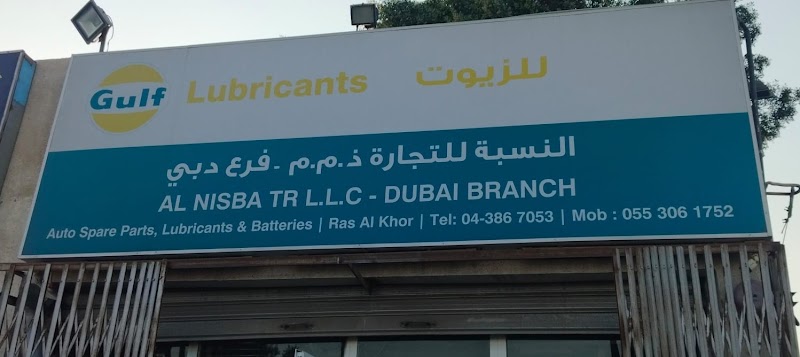 Gulf Lubricants للزيوت
النسبة للتجارة ذ.م.م - فرع دبي
AL NISBA TR L.L.C - DUBAI BRANCH
Auto Spare Parts, Lubricants & Batteries | Ras Al Khor | Tel: 04-386 7053 | Mob : 055 306 1752